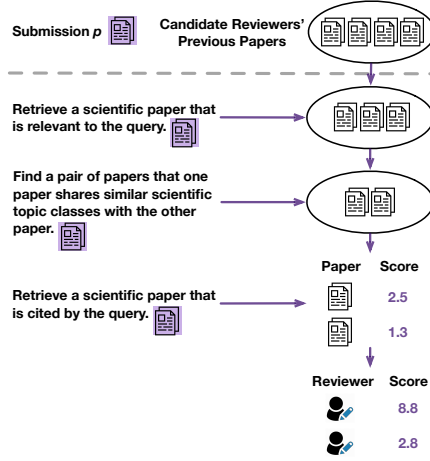 Submission p
Candidate Reviewers'
Previous Papers
Retrieve a scientific paper that
is relevant to the query.
Find a pair of papers that one
paper shares similar scientific
topic classes with the other
paper.
Paper Score
Retrieve a scientific paper that
is cited by the query.
2.5
1.3
Reviewer Score
8.8
2.8